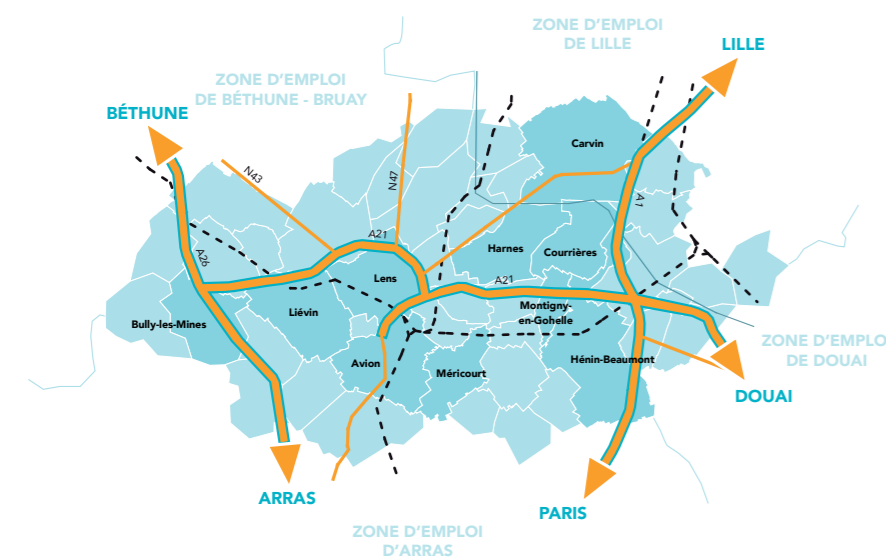 ZONE D'EMPLOI
DE LILLE
LILLE
ZONE D'EMPLOI
DE BÉTHUNE - BRUAY
BÉTHUNE
Carvin
N43
N47
A1
A21
A26
Harnes
Courrières
Lens
A21
Liévin
Montigny-
en-Gohelle
Bully-les-Mines
ZONE D'EMPLOI
DE DOUAI
Avion
Méricourt
Hénin-Beaumont
DOUAI
ARRAS
PARIS
ZONE D'EMPLOI
D'ARRAS